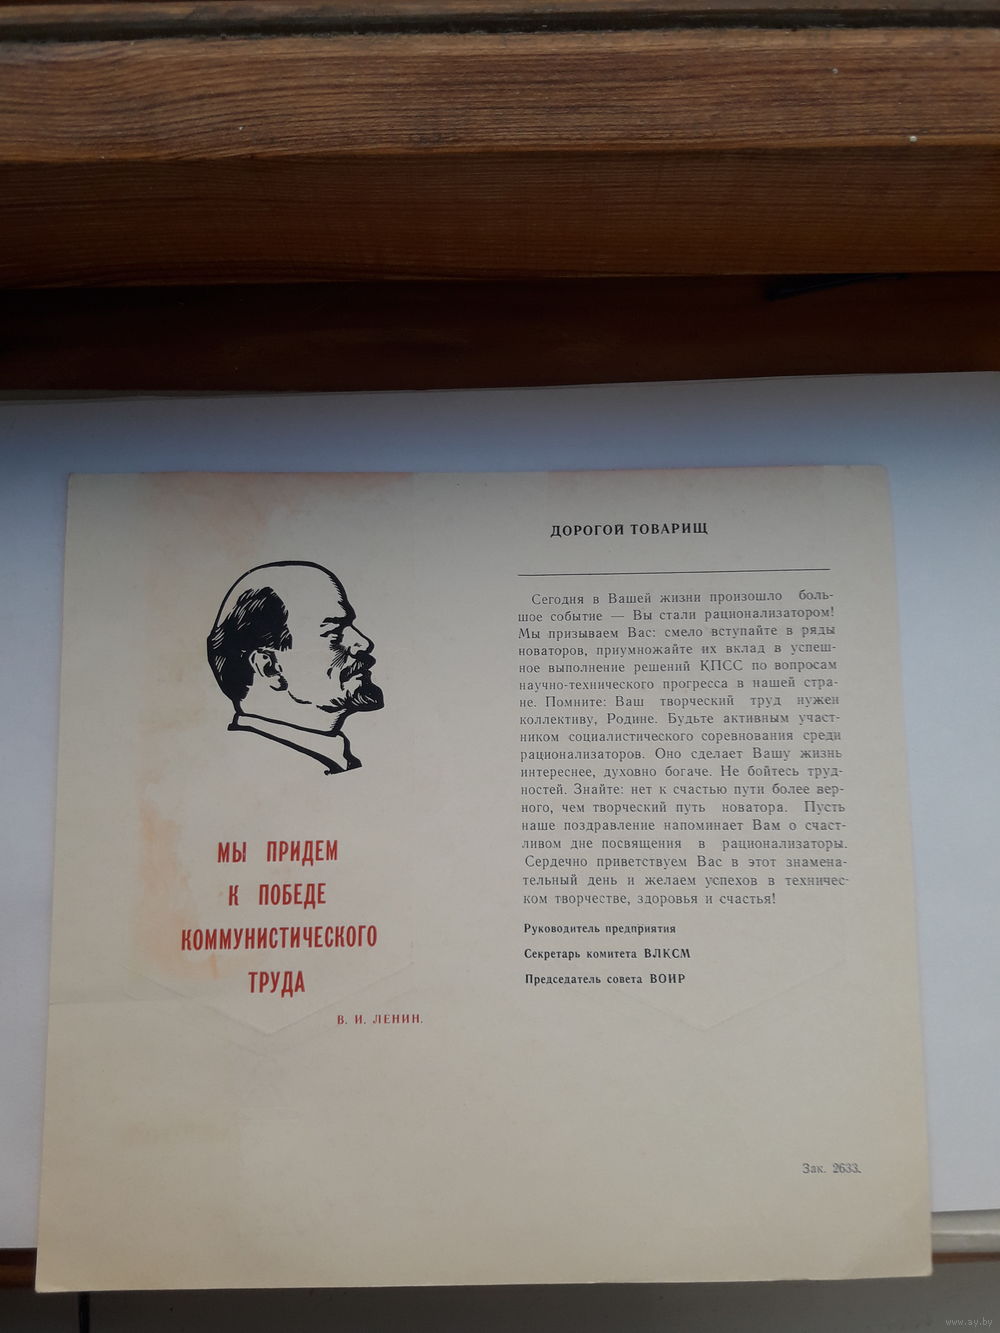 МЫ ПРИДЕМ
К ПОБЕДЕ
КОММУНИСТИЧЕСКОГО
ТРУДА
В. И. ЛЕНИН.
ДОРОГОЙ ТОВАРИЩ
Сегодня в Вашей жизни произошло боль-
шое событие — Вы стали рационализатором!
Мы призываем Вас: смело вступайте в ряды
новаторов, приумножайте их вклад в успеш-
ное выполнение решений КПСС по вопросам
научно-технического прогресса в нашей стра-
не. Помните: Ваш творческий труд нужен
коллективу, Родине. Будьте активным участ-
ником социалистического соревнования среди
рационализаторов. Оно сделает Вашу жизнь
интереснее, духовно богаче. Не бойтесь труд-
ностей. Знайте: нет к счастью пути более вер-
ного, чем творческий путь новатора. Пусть
наше поздравление напоминает Вам о счаст-
ливом дне посвящения в рационализаторы.
Сердечно приветствуем Вас в этот знамена-
тельный день и желаем успехов в техничес-
ком творчестве, здоровья и счастья!
Руководитель предприятия
Секретарь комитета ВЛКСМ
Председатель совета ВОИР
Зак. 2633.
www.ay.by